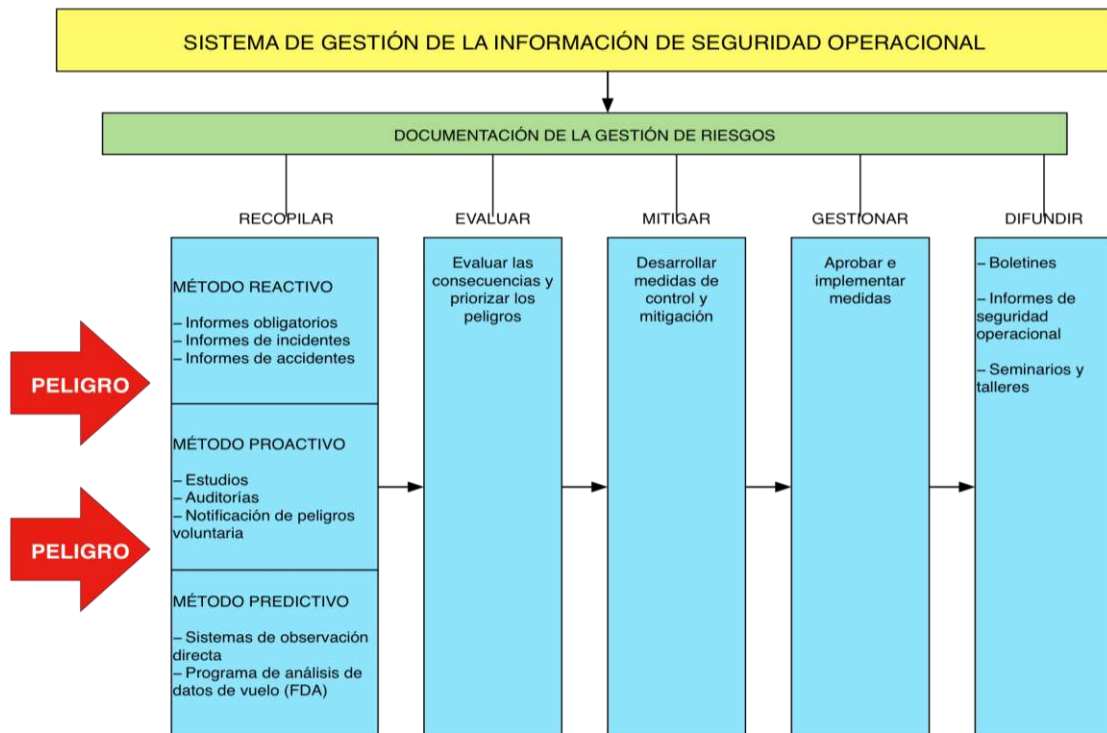 SISTEMA DE GESTIÓN DE LA INFORMACIÓN DE SEGURIDAD OPERACIONAL
DOCUMENTACIÓN DE LA GESTIÓN DE RIESGOS
RECOPILAR
EVALUAR
MITIGAR
GESTIONAR
DIFUNDIR
PELIGRO
PELIGRO
MÉTODO REACTIVO
– Informes obligatorios
– Informes de incidentes
– Informes de accidentes
MÉTODO PROACTIVO
– Estudios
– Auditorías
– Notificación de peligros
voluntaria
MÉTODO PREDICTIVO
– Sistemas de observación
directa
– Programa de análisis de
datos de vuelo (FDA)
Evaluar las
consecuencias y
priorizar los
peligros
Desarrollar
medidas de
control y
mitigación
Aprobar e
implementar
medidas
– Boletines
– Informes de
seguridad
operacional
– Seminarios y
talleres